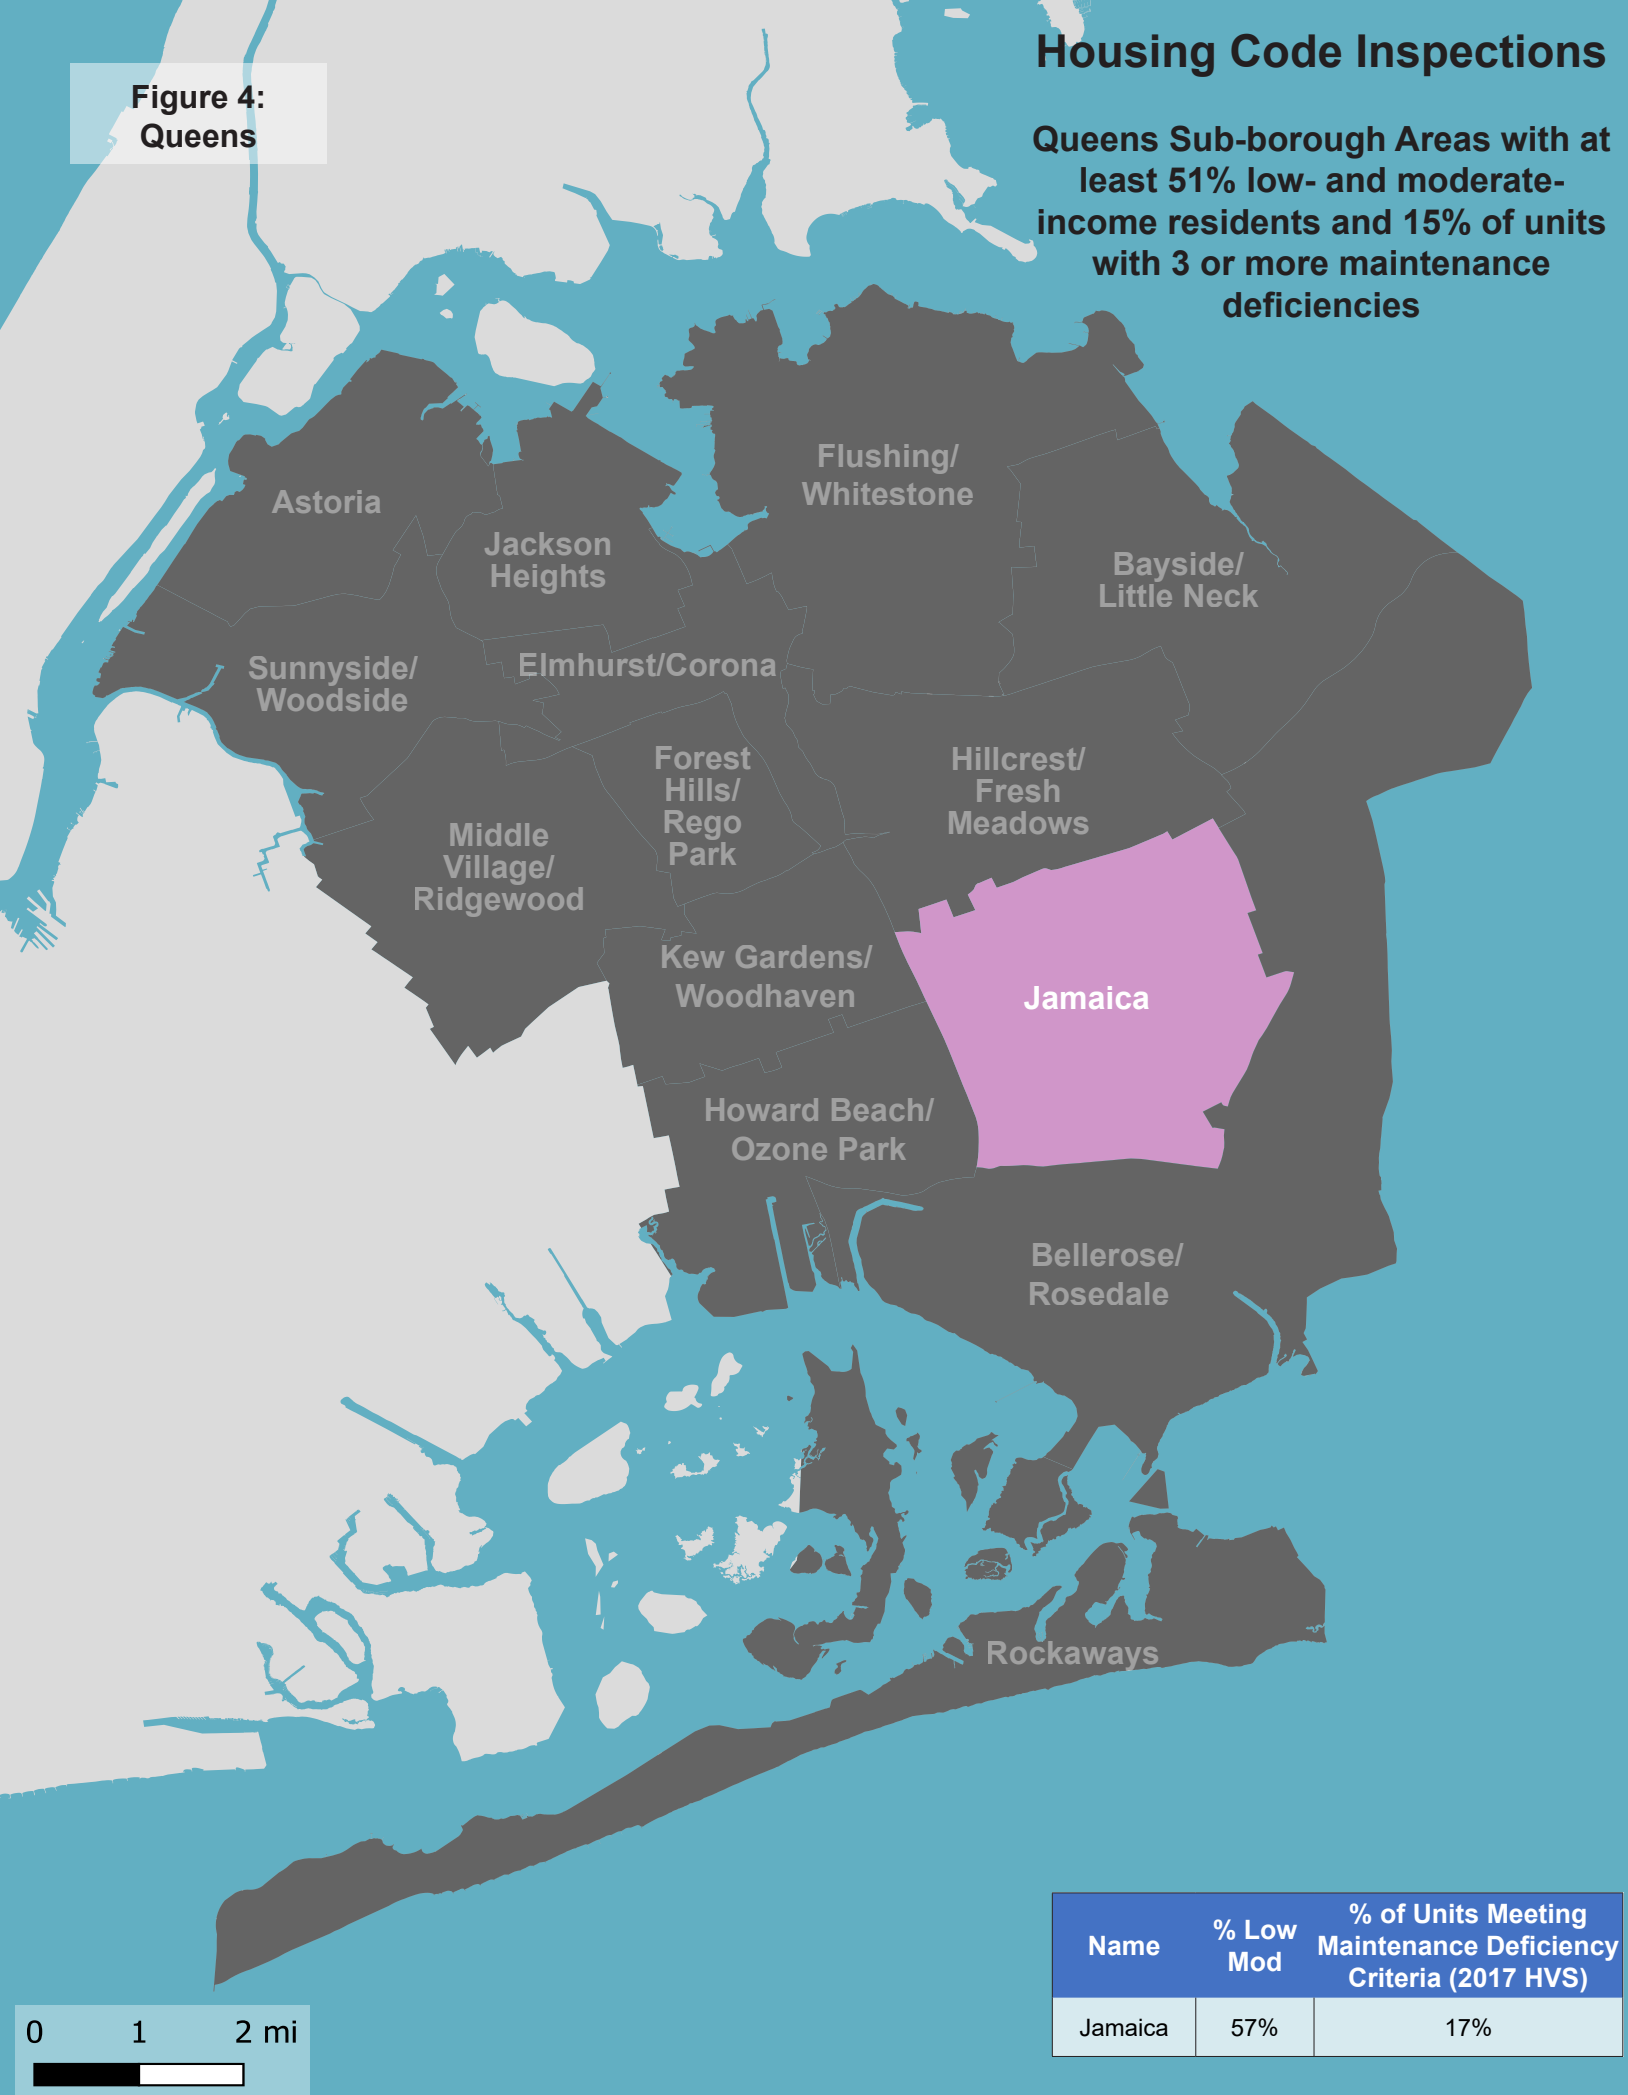 Figure 4:
Queens
Housing Code Inspections
Queens Sub-borough Areas with at
least 51% low- and moderate-
income residents and 15% of units
with 3 or more maintenance
deficiencies
Flushing/
Whitestone
Astoria
Jackson
Heights
Bayside/
Little Neck
Sunnyside/
Woodside
Elmhurst/Corona
Forest
Hills/
Rego
Park
Hillcrest/
Fresh
Meadows
Middle
Village/
Ridgewood
Kew Gardens/
Woodhaven
Jamaica
Howard Beach/
Ozone Park
Bellerose/
Rosedale
Rockaways
Name
% Low
Mod
% of Units Meeting
Maintenance Deficiency
Criteria (2017 HVS)
Jamaica 57% 17%
0 1 2 mi